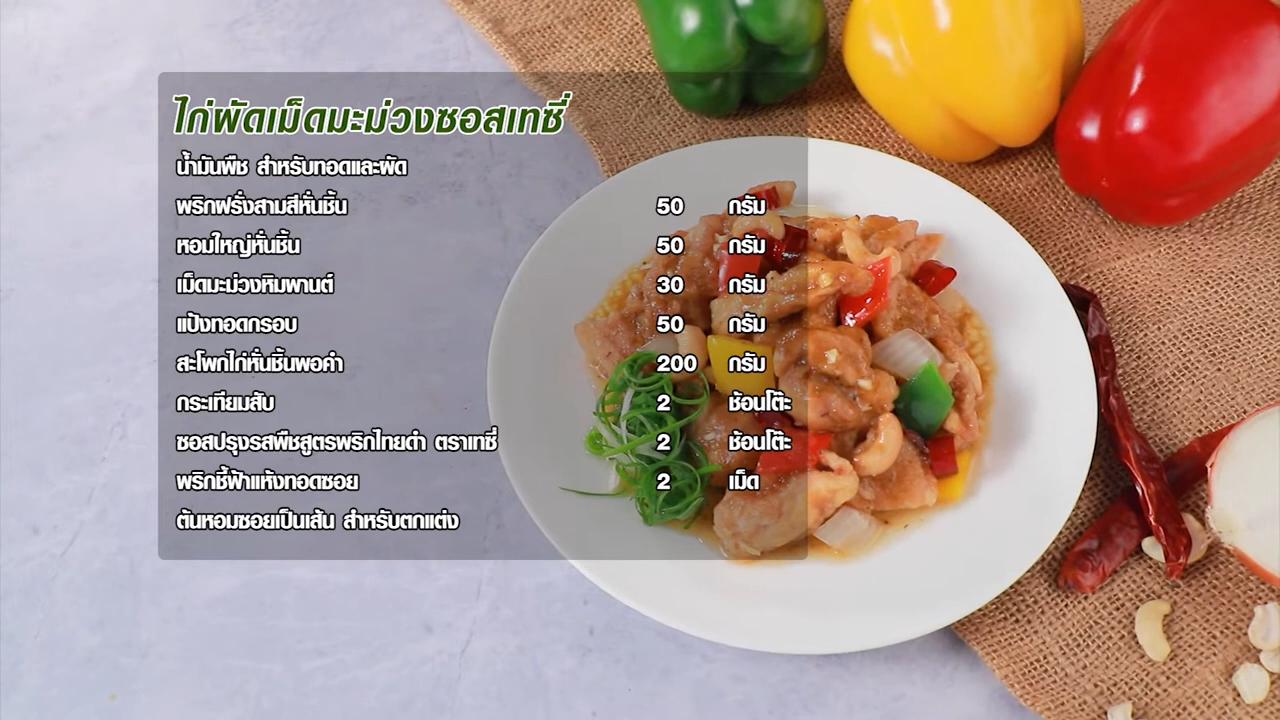 ไก่ผัดเม็ดมะม่วงซอสเทซี่
น้ำมันพืช สำหรับทอดและผัด
พริกฝรั่งสามสีหั่นชิ้น 50 กรัม
หอมใหญ่หั่นชิ้น 50 กรัม
เม็ดมะม่วงหิมพานต์ 30 กรัม
แป้งทอดกรอบ 50 กรัม
สะโพกไก่หั่นชิ้นพอคำ 200 กรัม
กระเทียมสับ 2 ช้อนโต๊ะ
ซอสปรุงรสพืชสูตรพริกไทยดำ ตราเทซี่ 2 ช้อนโต๊ะ
พริกชี้ฟ้าแห้งทอดซอย 2 เม็ด
ต้นหอมซอยเป็นเส้น สำหรับตกแต่ง